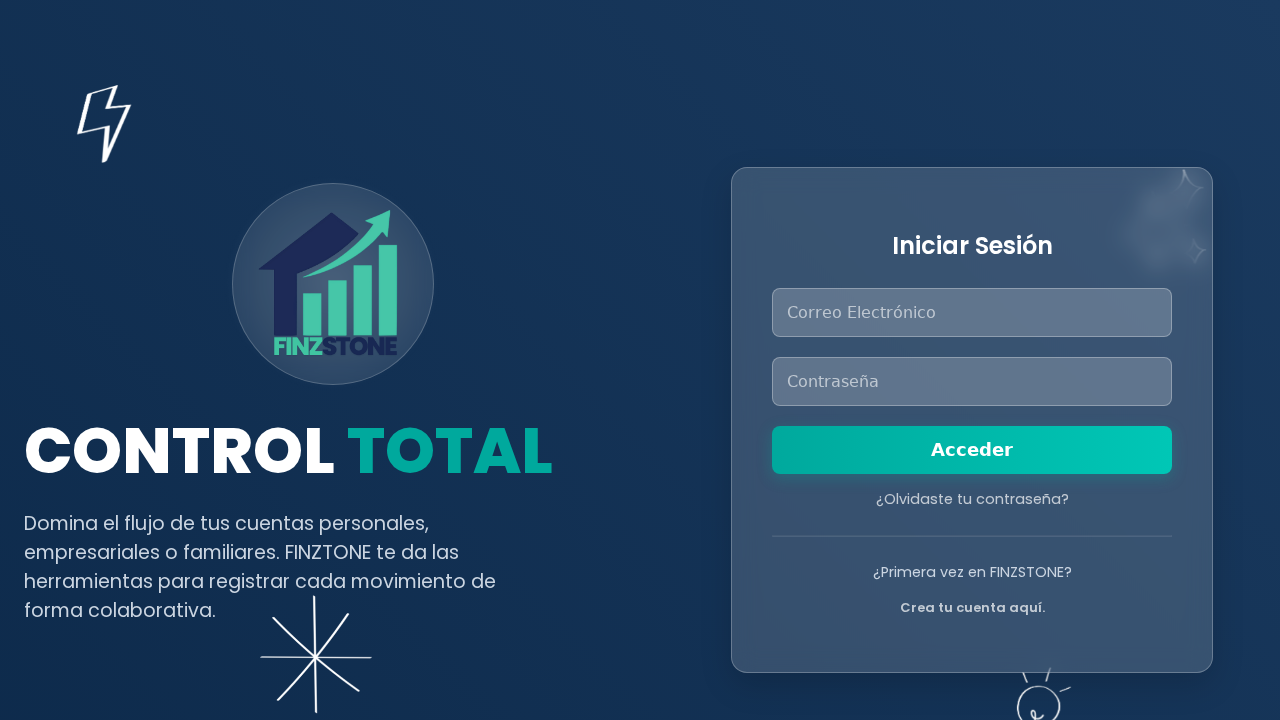 FINZSTONE
CONTROL TOTAL
Domina el flujo de tus cuentas personales,
empresariales o familiares. FINZTONE te da las
herramientas para registrar cada movimiento de
forma colaborativa.
Iniciar Sesión
Correo Electrónico
Contraseña
Acceder
¿Olvidaste tu contraseña?
¿Primera vez en FINZSTONE?
Crea tu cuenta aquí.